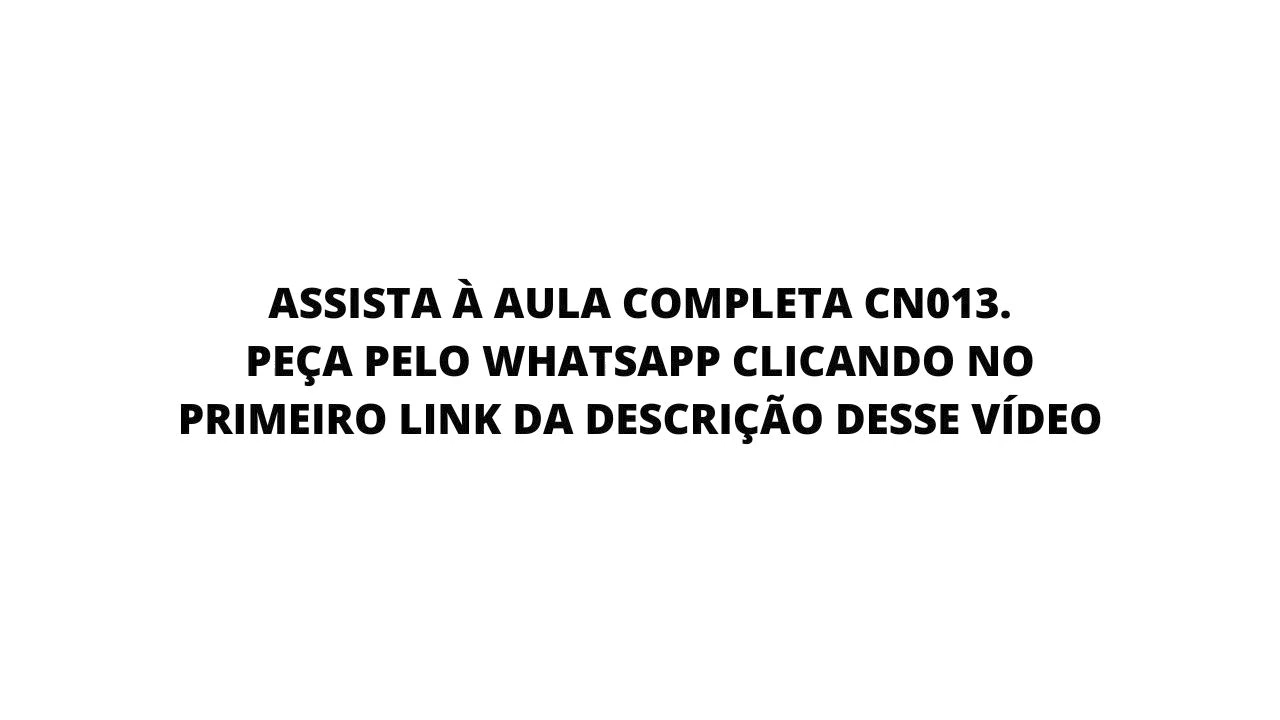 ASSISTA À AULA COMPLETA CN013.
PEÇA PELO WHATSAPP CLICANDO NO
PRIMEIRO LINK DA DESCRIÇÃO DESSE VÍDEO